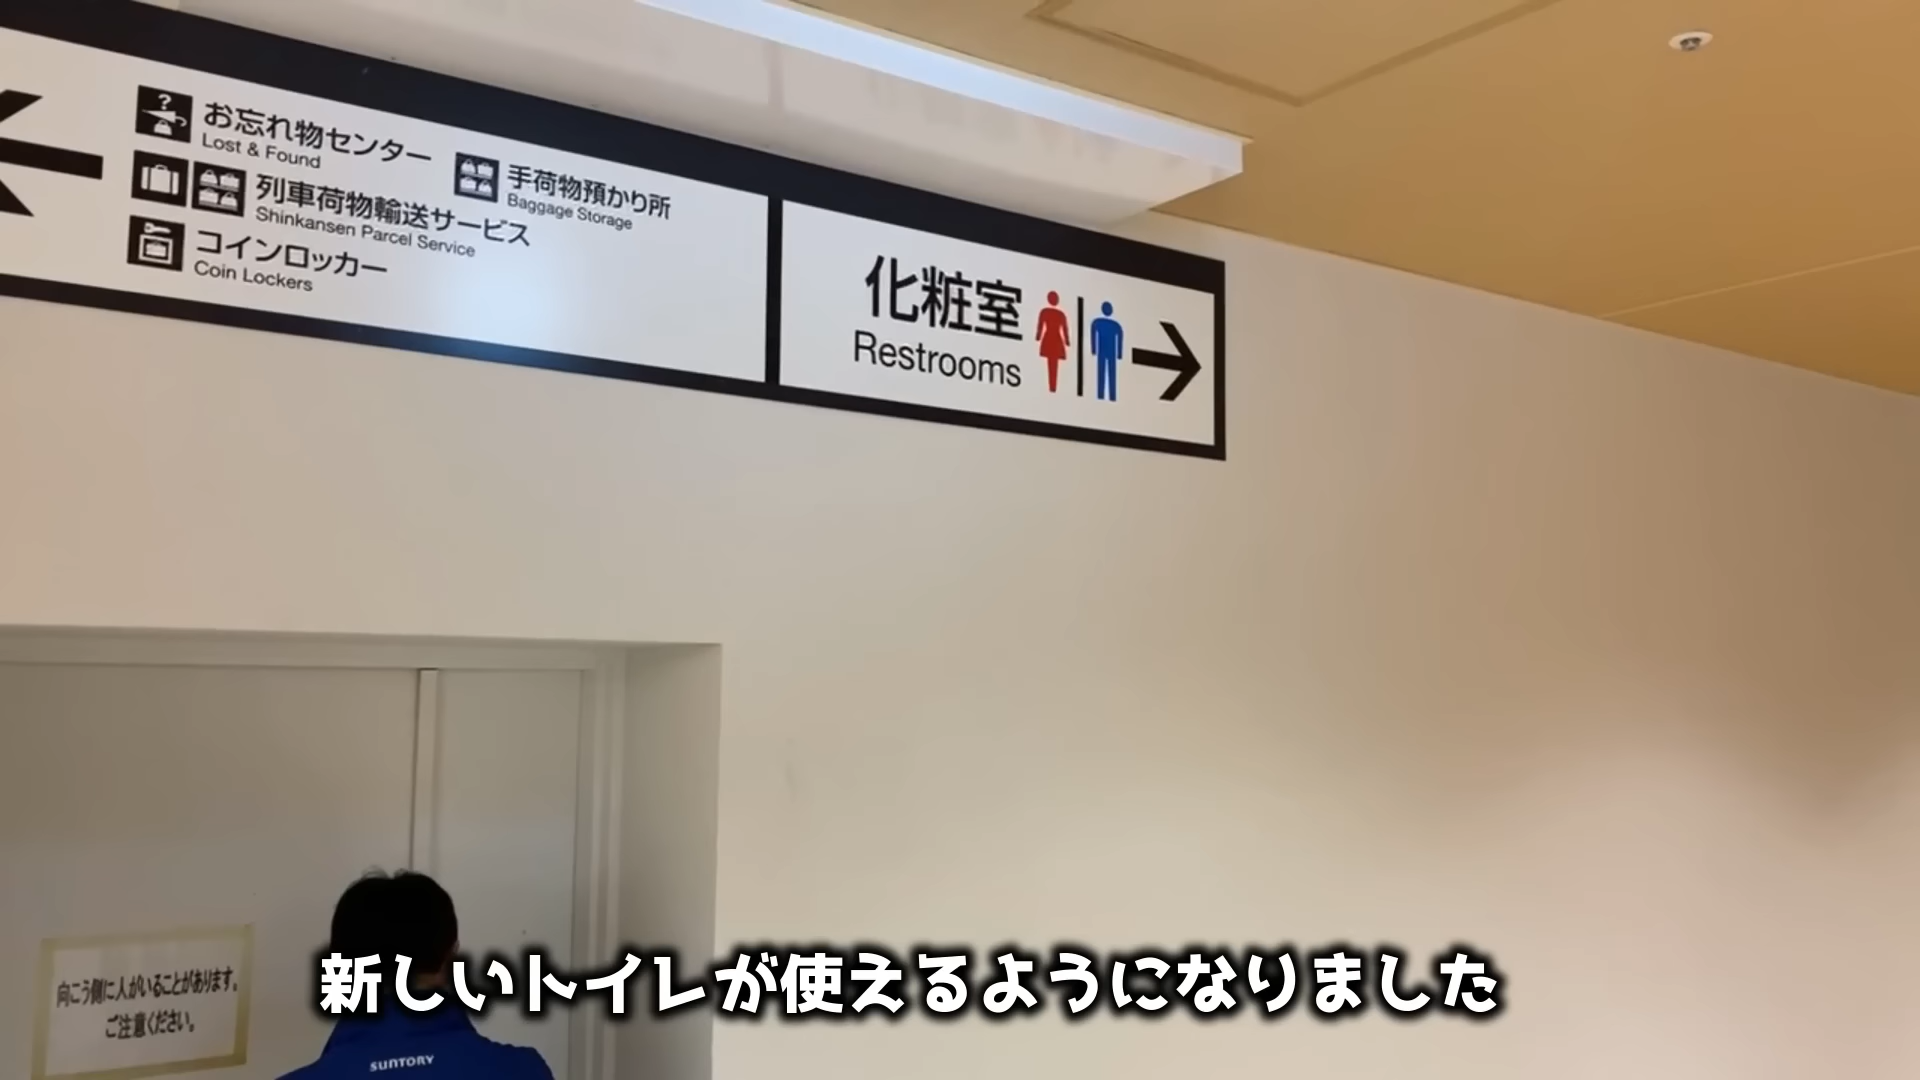 お忘れ物センター
Lost & Found
手荷物預かり所
Baggage Storage
列車荷物輸送サービス
Shinkansen Parcel Service
コインロッカー
Coin Lockers
化粧室
Restrooms
向こう側に人がいることがあります。
ご注意ください。
SUNTORY
新しいトイレが使えるようになりました